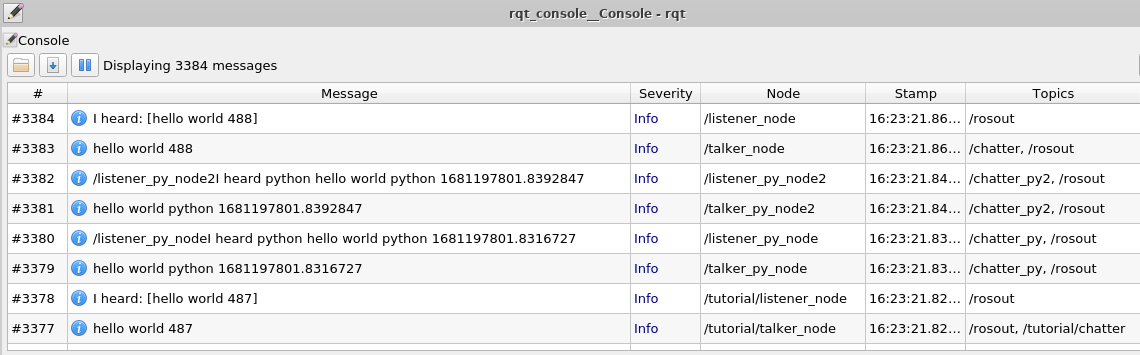 rqt_console__Console - rqt
Console
Displaying 3384 messages
# Message Severity Node Stamp Topics
#3384 I heard: [hello world 488] Info /listener_node 16:23:21.86... /rosout
#3383 hello world 488 Info /talker_node 16:23:21.86... /chatter, /rosout
#3382 /listener_py_node2I heard python hello world python 1681197801.8392847 Info /listener_py_node2 16:23:21.84... /chatter_py2, /rosout
#3381 hello world python 1681197801.8392847 Info /talker_py_node2 16:23:21.84... /chatter_py2, /rosout
#3380 /listener_py_nodeI heard python hello world python 1681197801.8316727 Info /listener_py_node 16:23:21.83... /chatter_py, /rosout
#3379 hello world python 1681197801.8316727 Info /talker_py_node 16:23:21.83... /chatter_py, /rosout
#3378 I heard: [hello world 487] Info /tutorial/listener_node 16:23:21.82... /rosout
#3377 hello world 487 Info /tutorial/talker_node 16:23:21.82... /rosout, /tutorial/chatter